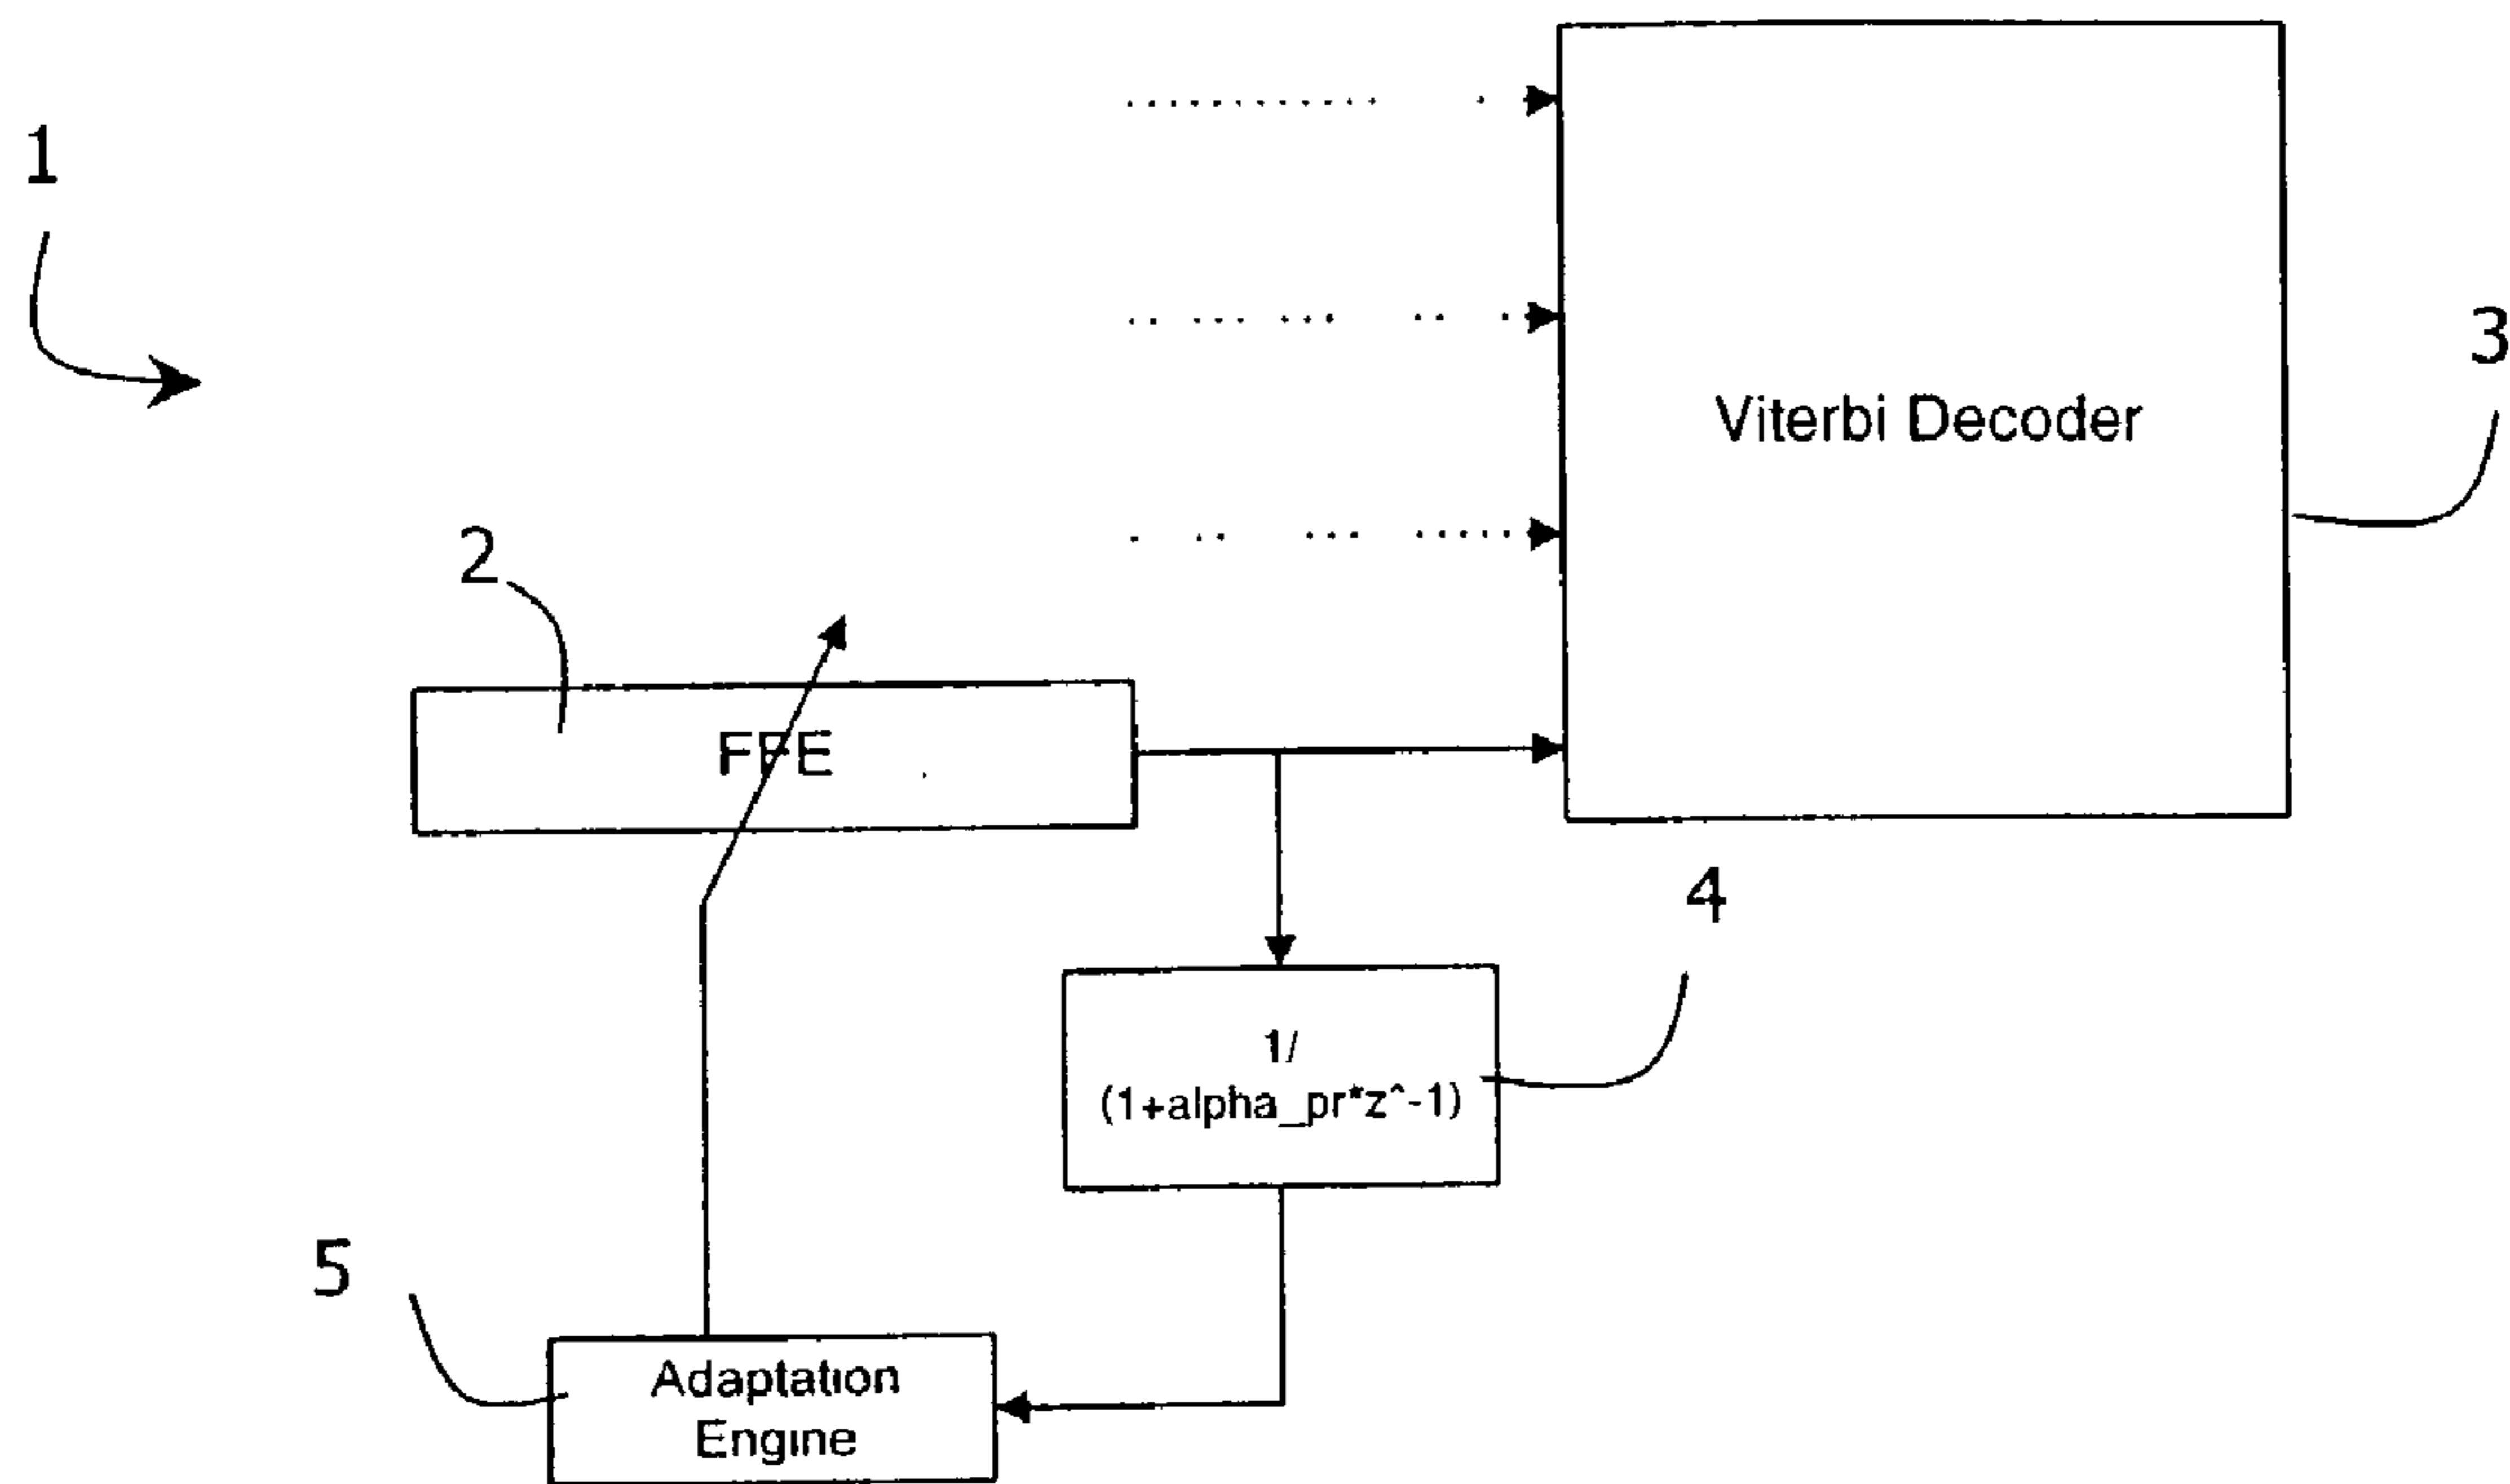 1
Viterbi Decoder
3
2
FFE
4
1/
(1+alpha_pr*z^-1)
5
Adaptation
Engine